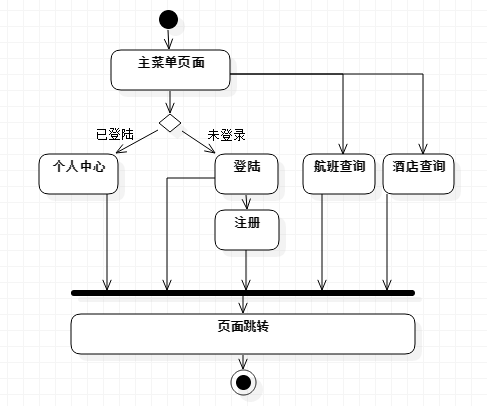 主菜单页面
已登陆
未登录
个人中心
登陆
航班查询
酒店查询
注册
页面跳转